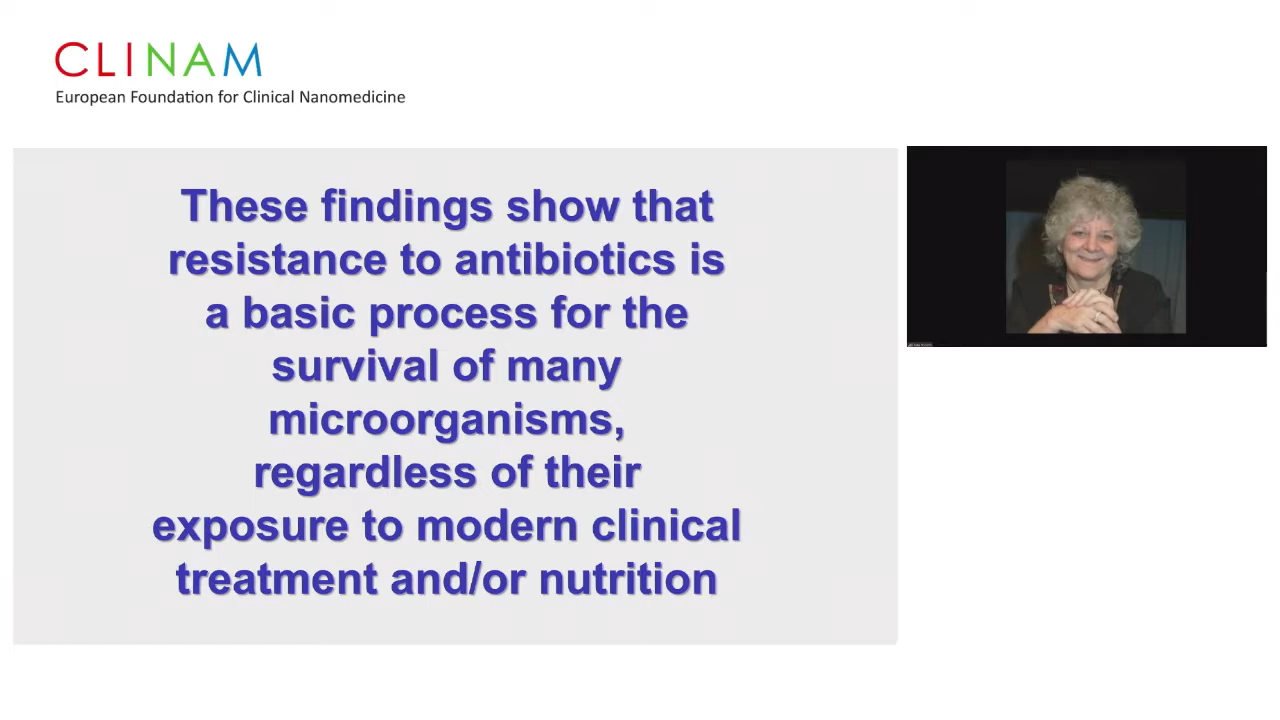 CLINAM
European Foundation for Clinical Nanomedicine
These findings show that
resistance to antibiotics is
a basic process for the
survival of many
microorganisms,
regardless of their
exposure to modern clinical
treatment and/or nutrition